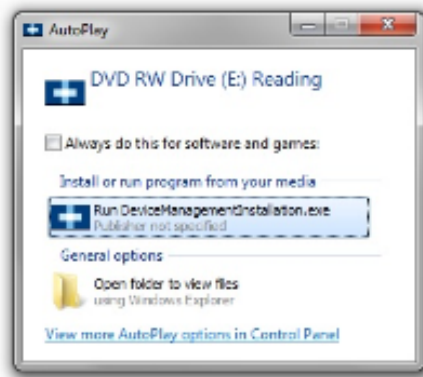 AutoPlay
DVD RW Drive (E:) Reading
Always do this for software and games:
Install or run program from your media
Run DeviceManagementInstallation.exe
Publisher not specified
General options
Open folder to view files
using Windows Explorer
View more AutoPlay options in Control Panel